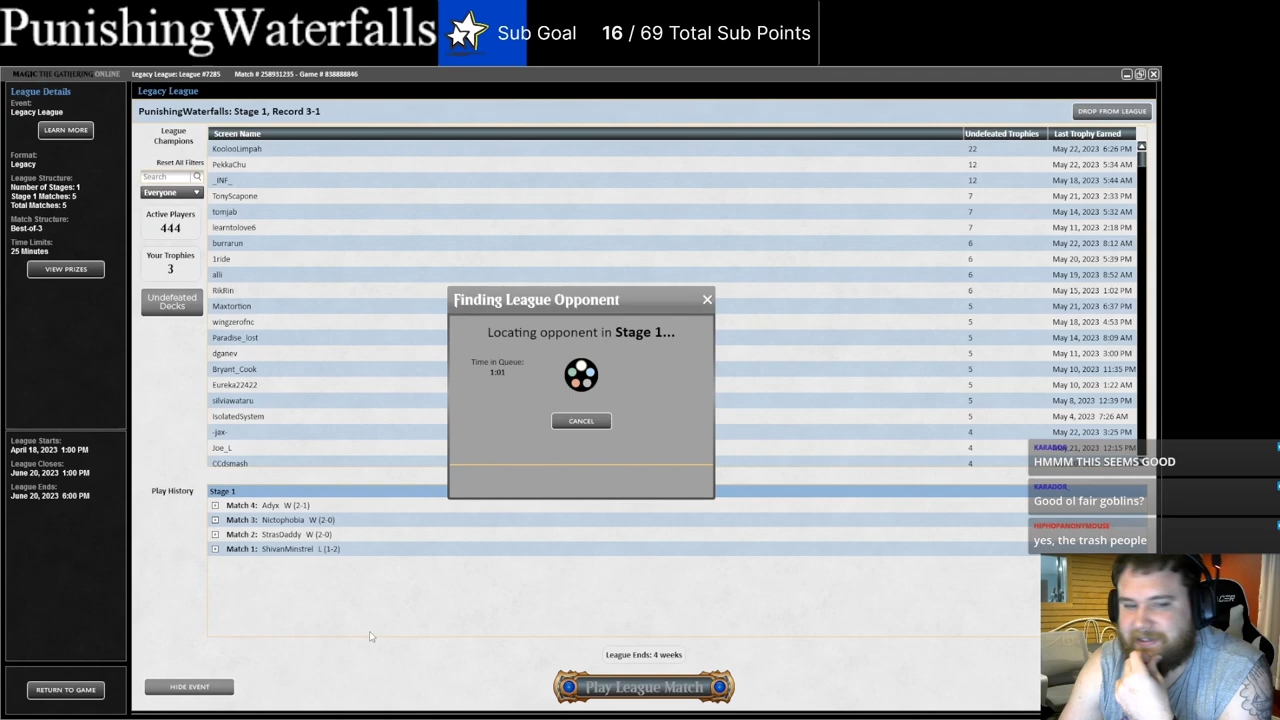 PunishingWaterfalls
Sub Goal 16 / 69 Total Sub Points
MAGIC THE GATHERING ONLINE Legacy League: League #7285 Match # 258931235 - Game # 838888846
League Details
Event:
Legacy League
LEARN MORE
Format:
Legacy
League Structure:
Number of Stages: 1
Stage 1 Matches: 5
Total Matches: 5
Match Structure:
Best-of-3
Time Limits:
25 Minutes
VIEW PRIZES
League Starts:
April 18, 2023 1:00 PM
League Closes:
June 20, 2023 1:00 PM
League Ends:
June 20, 2023 6:00 PM
RETURN TO GAME
Legacy League
PunishingWaterfalls: Stage 1, Record 3-1
DROP FROM LEAGUE
League
Champions
Reset All Filters
Search
Everyone
Active Players
444
Your Trophies
3
Undefeated
Decks
Screen Name Undefeated Trophies Last Trophy Earned
KoolooLimpah 22 May 22, 2023 6:26 PM
PekkaChu 12 May 22, 2023 5:34 AM
_INF_ 12 May 18, 2023 5:44 AM
TonyScapone 7 May 21, 2023 2:33 PM
tomjab 7 May 14, 2023 5:32 AM
learntolove6 7 May 11, 2023 2:18 PM
burrarun 6 May 22, 2023 8:12 AM
1ride 6 May 20, 2023 5:39 PM
alli 6 May 19, 2023 8:52 AM
RikRin 6 May 15, 2023 1:02 PM
Maxtortion 5 May 21, 2023 6:37 PM
wingzerofnc 5 May 18, 2023 4:53 PM
Paradise_lost 5 May 14, 2023 8:09 AM
dganev 5 May 11, 2023 3:00 PM
Bryant_Cook 5 May 10, 2023 11:35 PM
Eureka22422 5 May 10, 2023 1:22 AM
silviawataru 5 May 8, 2023 12:39 PM
IsolatedSystem 5 May 4, 2023 7:26 AM
-jax- 4 May 22, 2023 3:25 PM
Joe_L 4 May 21, 2023 12:15 PM
CCdsmash 4
Finding League Opponent
Locating opponent in Stage 1...
Time in Queue:
1:01
CANCEL
Play History
Stage 1
Match 4: Adyx W (2-1)
Match 3: Nictophobia W (2-0)
Match 2: StrasDaddy W (2-0)
Match 1: ShivanMinstrel L (1-2)
League Ends: 4 weeks
HIDE EVENT
Play League Match
KARADOR_
HMMM THIS SEEMS GOOD
KARADOR_
Good ol fair goblins?
HIPHOPANONYMOUSE
yes, the trash people